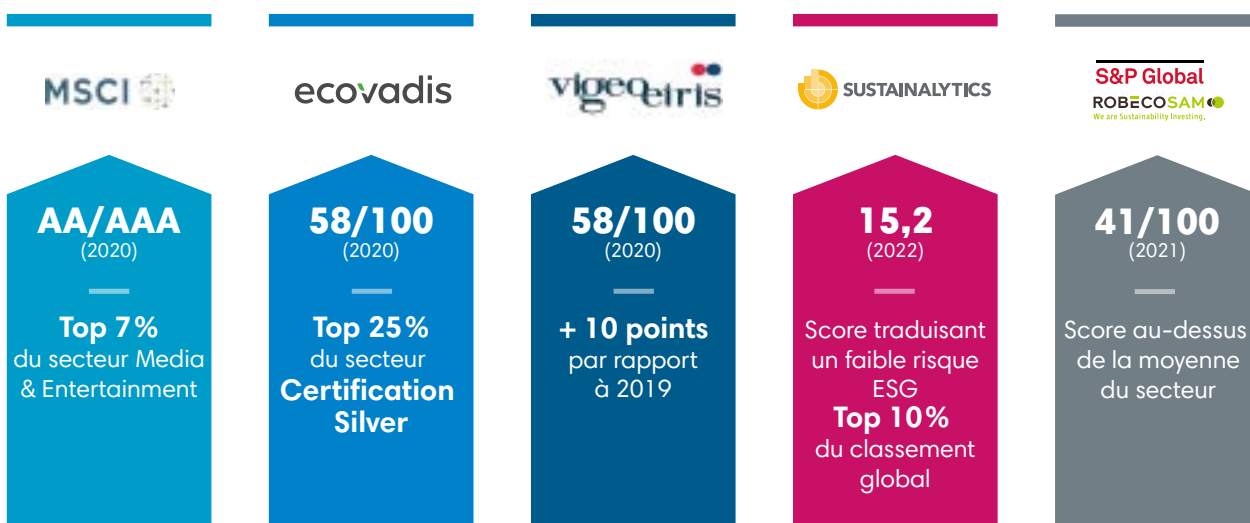 MSCI
AA/AAA
(2020)
Top 7%
du secteur Media
& Entertainment
ecovadis
58/100
(2020)
Top 25%
du secteur
Certification
Silver
vigeoeiris
58/100
(2020)
+ 10 points
par rapport
à 2019
SUSTAINALYTICS
15,2
(2022)
Score traduisant
un faible risque
ESG
Top 10%
du classement
global
S&P Global
ROBECOSAM
We are Sustainability Investing.
41/100
(2021)
Score au-dessus
de la moyenne
du secteur